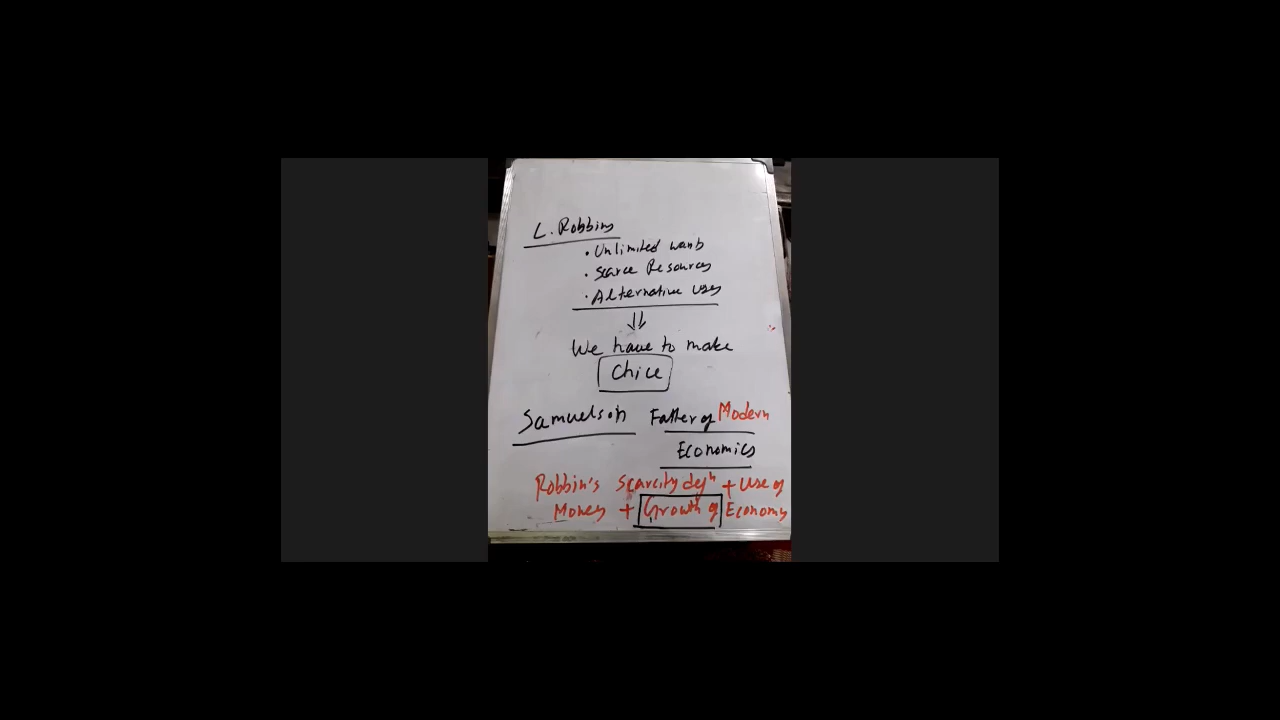 L. Robbins
• Unlimited wants
• Scarce Resources
• Alternative uses
⇓
We have to make
Chice
Samuelson Father of Modern
Economics
Robbin's Scarcity defⁿ + Use of
Money + Growth of Economy